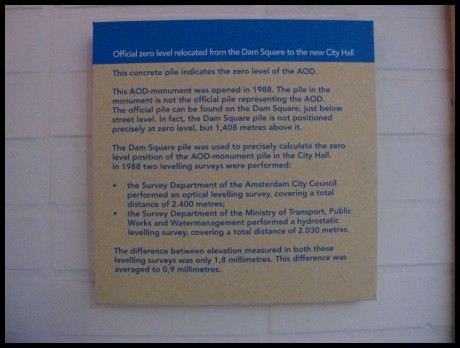 Official zero level relocated from the Dam Square to the new City Hall
This concrete pile indicates the zero level of the AOD.
This AOD-monument was opened in 1988. The pile in the
monument is not the official pile representing the AOD.
The official pile can be found on the Dam Square, just below
street level. In fact, the Dam Square pile is not positioned
precisely at zero level, but 1,408 metres above it.
The Dam Square pile was used to precisely calculate the zero
level position of the AOD-monument pile in the City Hall.
In 1988 two levelling surveys were performed:
• the Survey Department of the Amsterdam City Council
performed an optical levelling survey, covering a total
distance of 2.400 metres;
• the Survey Department of the Ministry of Transport, Public
Works and Watermanagement performed a hydrostatic
levelling survey, covering a total distance of 2.030 metres.
The difference between elevation measured in both these
levelling surveys was only 1,8 millimetres. This difference was
averaged to 0,9 millimetres.